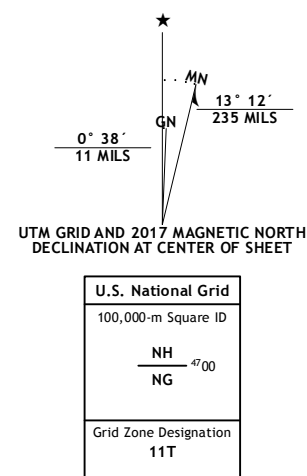 ★
MN
GN
13° 12´
235 MILS
0° 38´
11 MILS
UTM GRID AND 2017 MAGNETIC NORTH
DECLINATION AT CENTER OF SHEET
U.S. National Grid
100,000-m Square ID
NH
4700
NG
Grid Zone Designation
11T